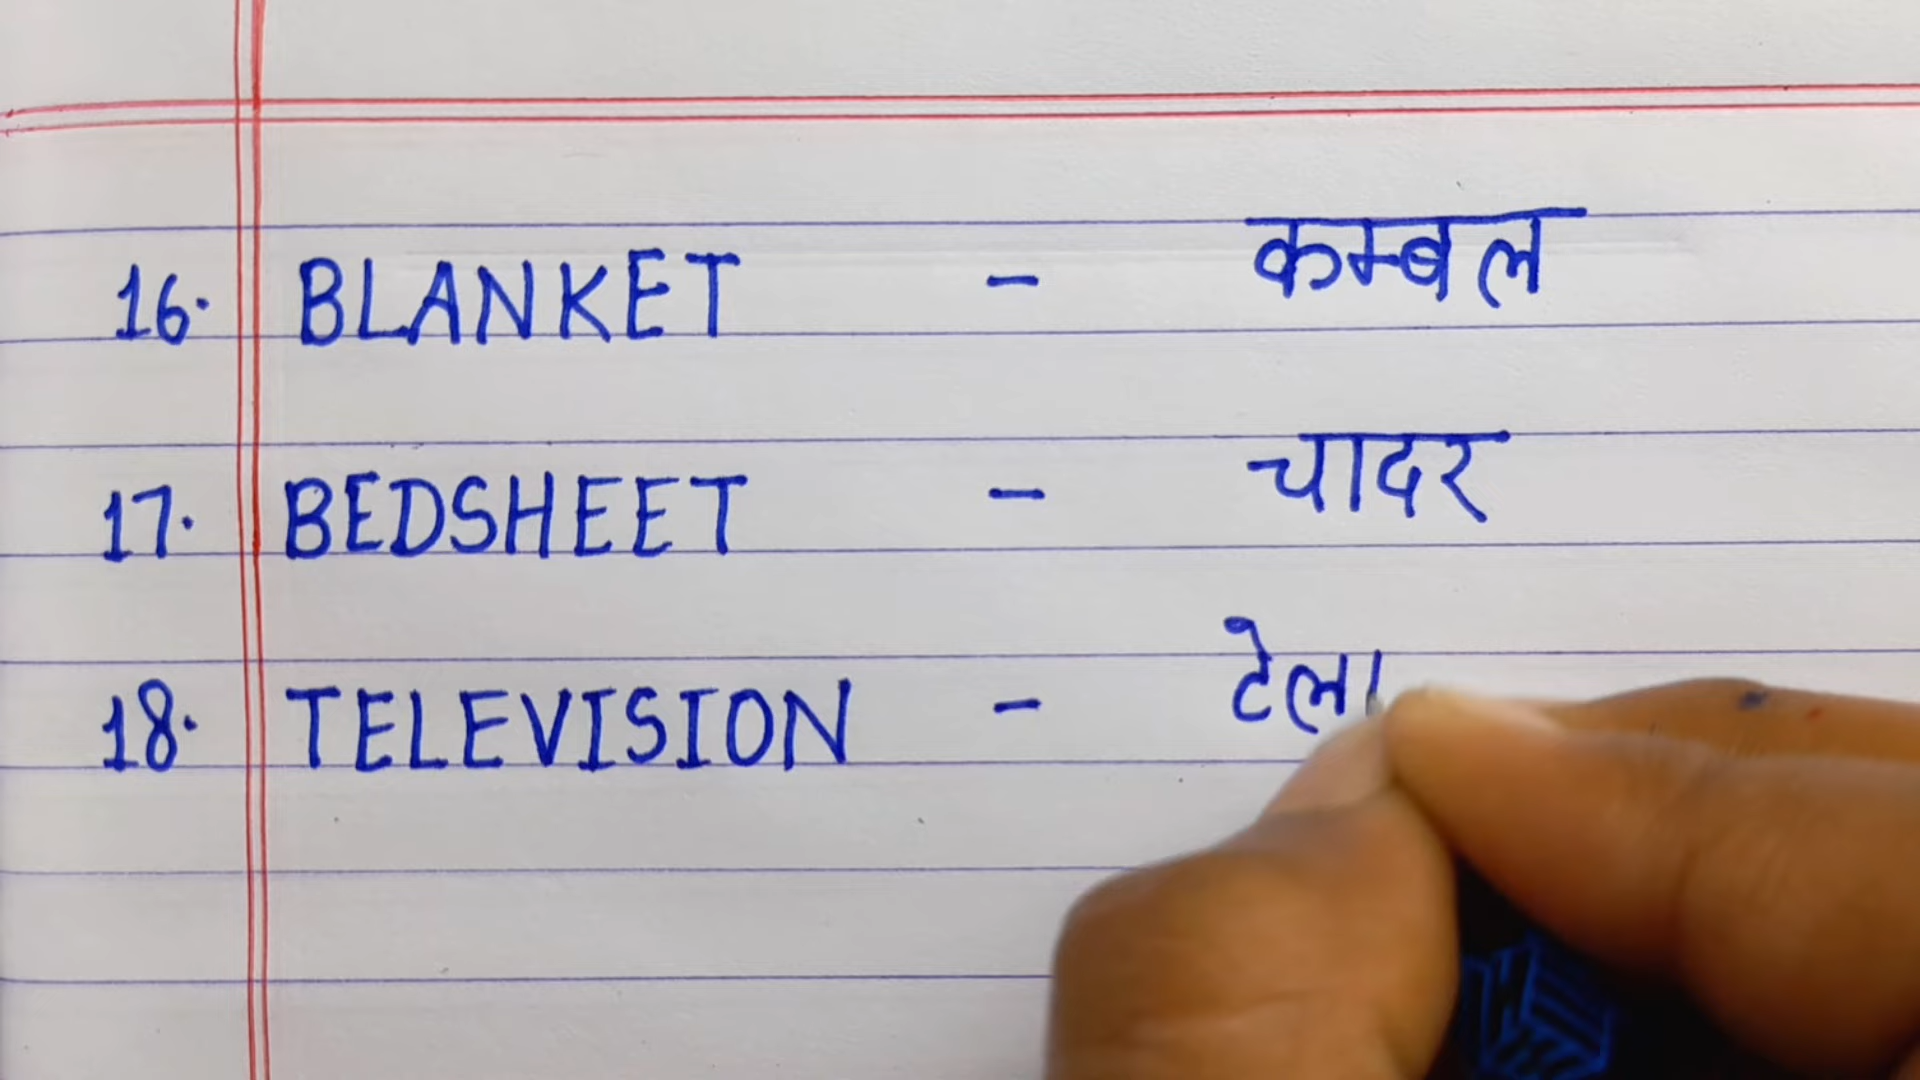 16. BLANKET - कम्बल
17. BEDSHEET - चादर
18. TELEVISION - टेला